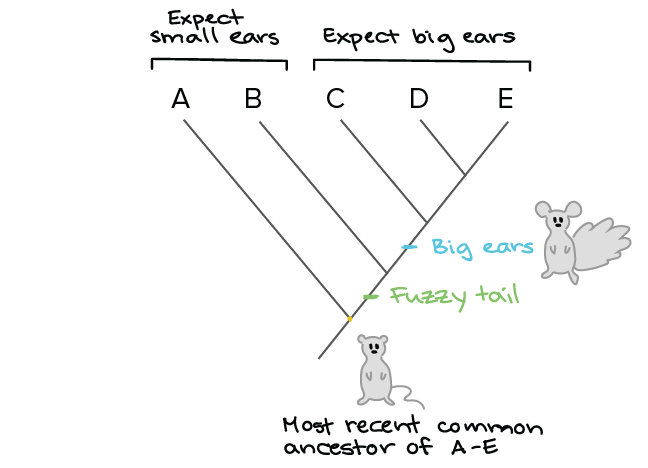 Expect
small ears
Expect big ears
A B C D E
Big ears
Fuzzy tail
Most recent common
ancestor of A-E